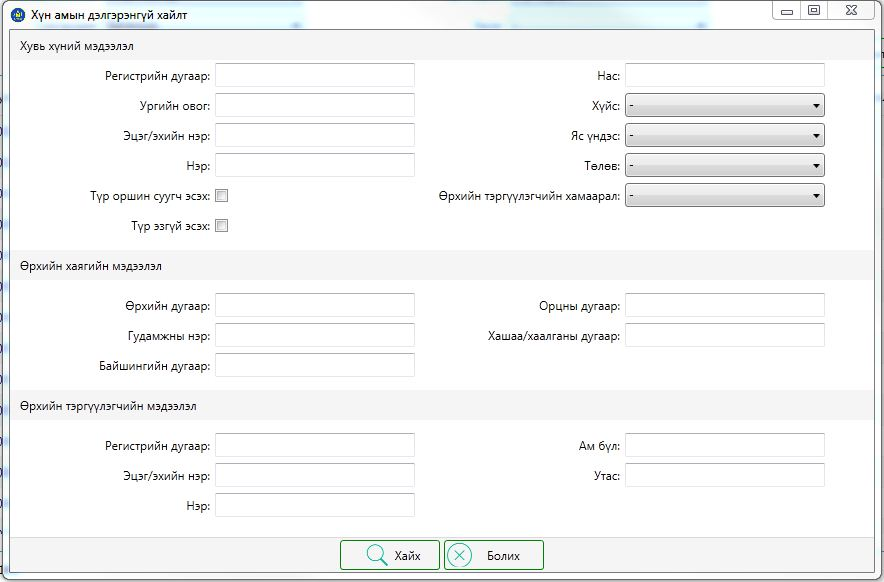 Хүн амын дэлгэрэнгүй хайлт
Хувь хүний мэдээлэл
Регистрийн дугаар:
Нас:
Ургийн овог:
Хүйс: -
Эцэг/эхийн нэр:
Яс үндэс: -
Нэр:
Төлөв: -
Түр оршин суугч эсэх:
Өрхийн тэргүүлэгчийн хамаарал: -
Түр эзгүй эсэх:
Өрхийн хаягийн мэдээлэл
Өрхийн дугаар:
Орцны дугаар:
Гудамжны нэр:
Хашаа/хаалганы дугаар:
Байшингийн дугаар:
Өрхийн тэргүүлэгчийн мэдээлэл
Регистрийн дугаар:
Ам бүл:
Эцэг/эхийн нэр:
Утас:
Нэр:
Хайх
Болих